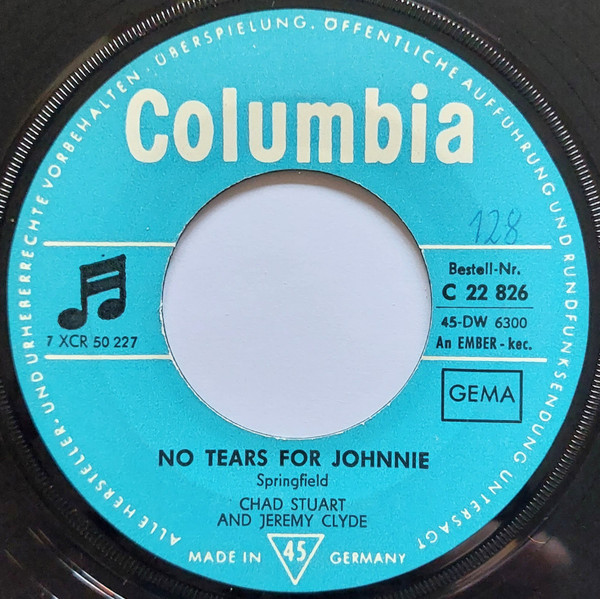 ALLE HERSTELLER- UND URHEBERRECHTE VORBEHALTEN. ÜBERSPIELUNG, ÖFFENTLICHE AUFFÜHRUNG UND RUNDFUNKSENDUNG UNTERSAGT
Columbia
128
7 XCR 50 227
Bestell-Nr.
C 22 826
45-DW 6300
An EMBER-kec.
GEMA
NO TEARS FOR JOHNNIE
Springfield
CHAD STUART
AND JEREMY CLYDE
MADE IN 45 GERMANY